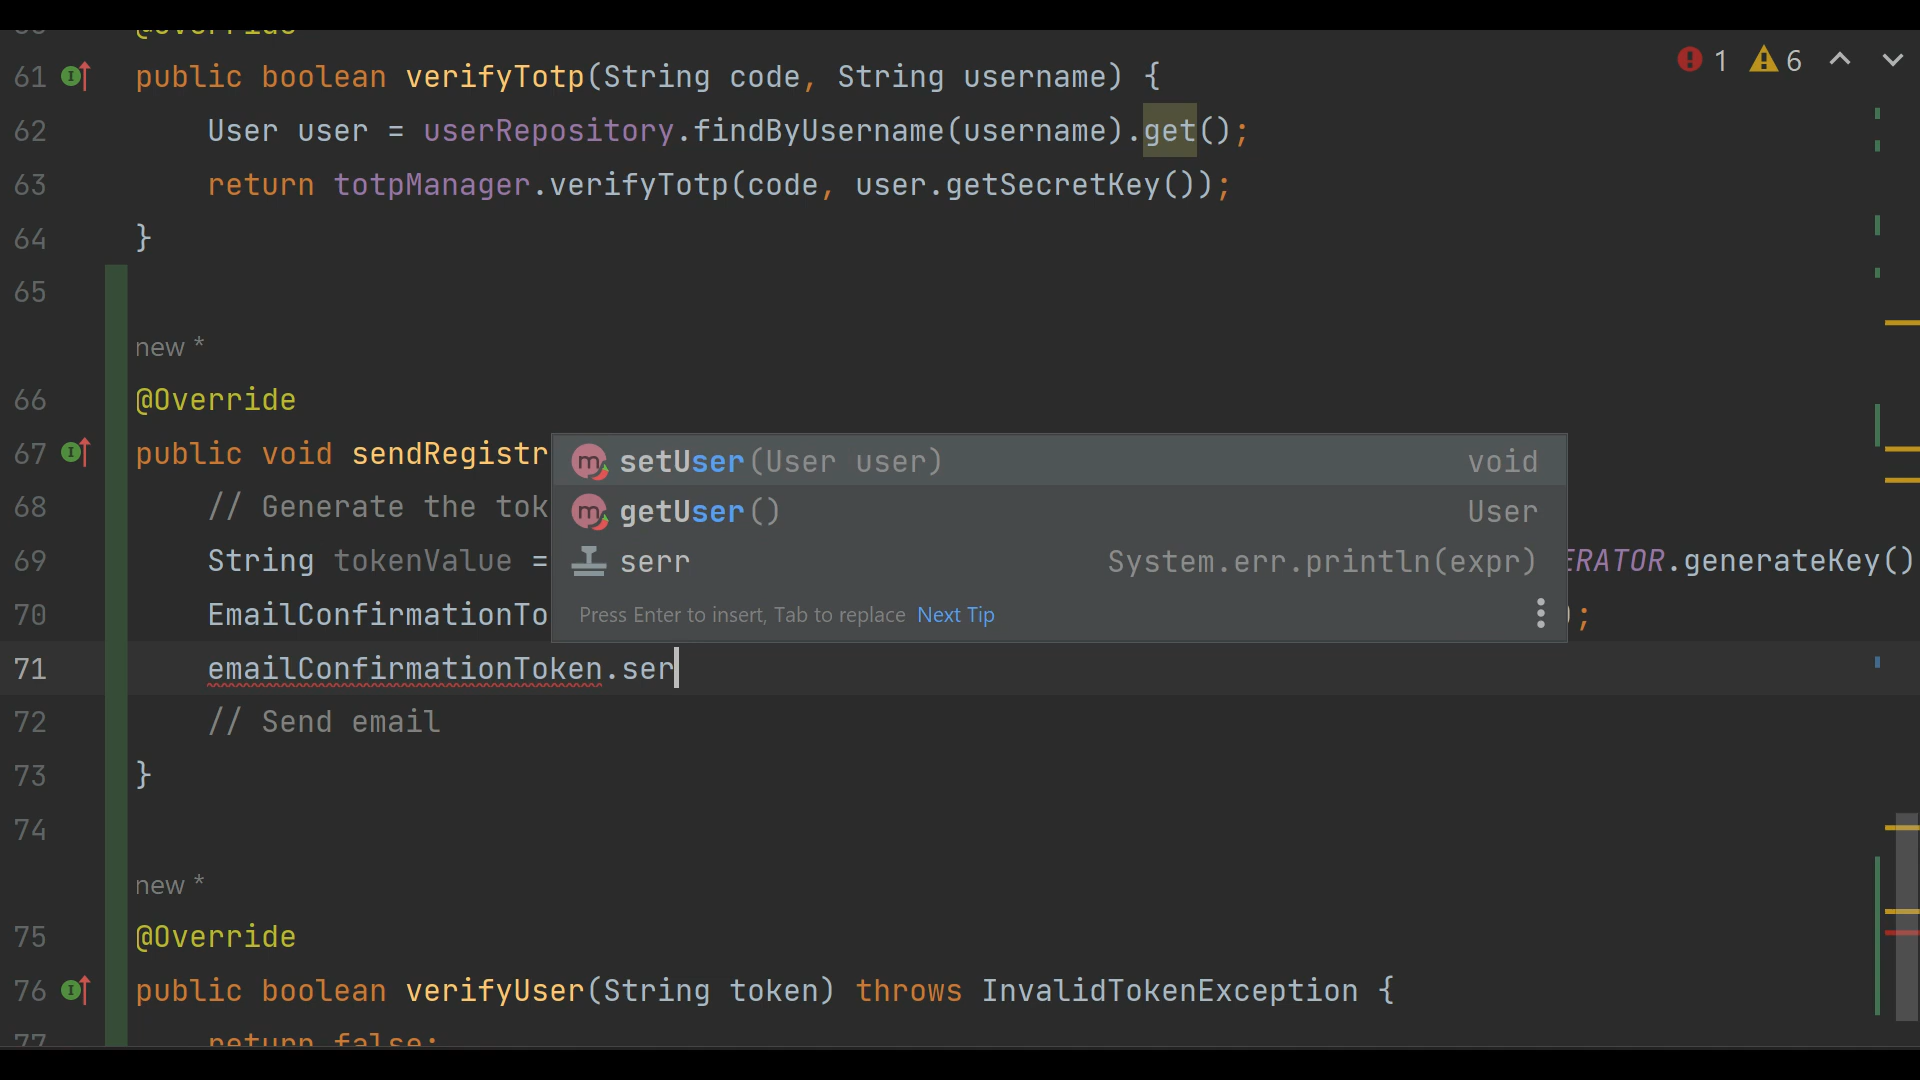 @Override
1 6
61 public boolean verifyTotp(String code, String username) {
62 User user = userRepository.findByUsername(username).get();
63 return totpManager.verifyTotp(code, user.getSecretKey());
64 }
65
new *
66 @Override
67 public void sendRegistr
setUser(User user) void
68 // Generate the tok
getUser() User
69 String tokenValue = ERATOR.generateKey()
serr System.err.println(expr)
70 EmailConfirmationTo ;
Press Enter to insert, Tab to replace Next Tip
71 emailConfirmationToken.ser
72 // Send email
73 }
74
new *
75 @Override
76 public boolean verifyUser(String token) throws InvalidTokenException {
77 return false;